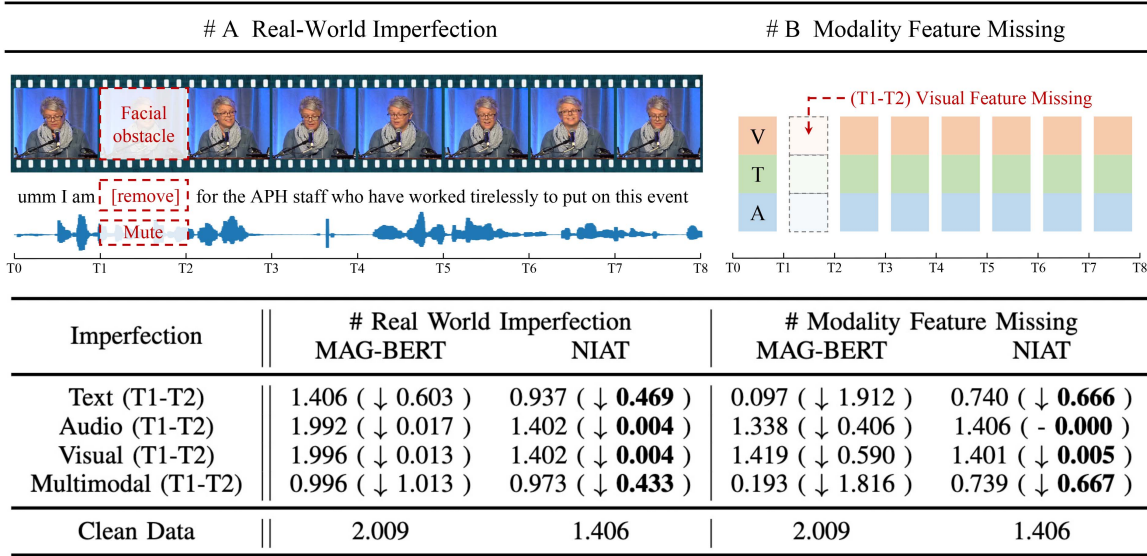 # A Real-World Imperfection # B Modality Feature Missing
Facial
obstacle
umm I am [remove] for the APH staff who have worked tirelessly to put on this event
Mute
T0 T1 T2 T3 T4 T5 T6 T7 T8
(T1-T2) Visual Feature Missing
V
T
A
T0 T1 T2 T3 T4 T5 T6 T7 T8
Imperfection # Real World Imperfection # Modality Feature Missing
MAG-BERT NIAT MAG-BERT NIAT
Text (T1-T2) 1.406 ( ↓ 0.603 ) 0.937 ( ↓ 0.469 ) 0.097 ( ↓ 1.912 ) 0.740 ( ↓ 0.666 )
Audio (T1-T2) 1.992 ( ↓ 0.017 ) 1.402 ( ↓ 0.004 ) 1.338 ( ↓ 0.406 ) 1.406 ( - 0.000 )
Visual (T1-T2) 1.996 ( ↓ 0.013 ) 1.402 ( ↓ 0.004 ) 1.419 ( ↓ 0.590 ) 1.401 ( ↓ 0.005 )
Multimodal (T1-T2) 0.996 ( ↓ 1.013 ) 0.973 ( ↓ 0.433 ) 0.193 ( ↓ 1.816 ) 0.739 ( ↓ 0.667 )
Clean Data 2.009 1.406 2.009 1.406